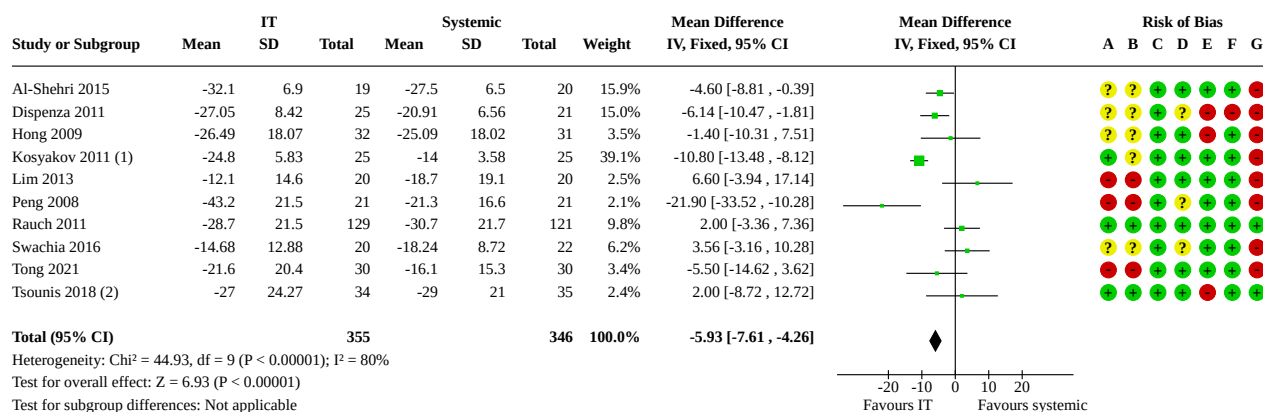 IT Systemic Mean Difference Mean Difference Risk of Bias
Study or Subgroup Mean SD Total Mean SD Total Weight IV, Fixed, 95% CI IV, Fixed, 95% CI A B C D E F G
Al-Shehri 2015 -32.1 6.9 19 -27.5 6.5 20 15.9% -4.60 [-8.81 , -0.39] ? ? + + + + -
Dispenza 2011 -27.05 8.42 25 -20.91 6.56 21 15.0% -6.14 [-10.47 , -1.81] ? ? + ? - - -
Hong 2009 -26.49 18.07 32 -25.09 18.02 31 3.5% -1.40 [-10.31 , 7.51] ? ? + + - + -
Kosyakov 2011 (1) -24.8 5.83 25 -14 3.58 25 39.1% -10.80 [-13.48 , -8.12] + ? + + + + -
Lim 2013 -12.1 14.6 20 -18.7 19.1 20 2.5% 6.60 [-3.94 , 17.14] - - + + + + -
Peng 2008 -43.2 21.5 21 -21.3 16.6 21 2.1% -21.90 [-33.52 , -10.28] - - + ? + + -
Rauch 2011 -28.7 21.5 129 -30.7 21.7 121 9.8% 2.00 [-3.36 , 7.36] + + + + + + +
Swachia 2016 -14.68 12.88 20 -18.24 8.72 22 6.2% 3.56 [-3.16 , 10.28] ? ? + ? + + -
Tong 2021 -21.6 20.4 30 -16.1 15.3 30 3.4% -5.50 [-14.62 , 3.62] - - + + + + -
Tsounis 2018 (2) -27 24.27 34 -29 21 35 2.4% 2.00 [-8.72 , 12.72] + + + + - + +
Total (95% CI) 355 346 100.0% -5.93 [-7.61 , -4.26]
Heterogeneity: Chi² = 44.93, df = 9 (P < 0.00001); I² = 80%
Test for overall effect: Z = 6.93 (P < 0.00001) -20 -10 0 10 20
Test for subgroup differences: Not applicable Favours IT Favours systemic